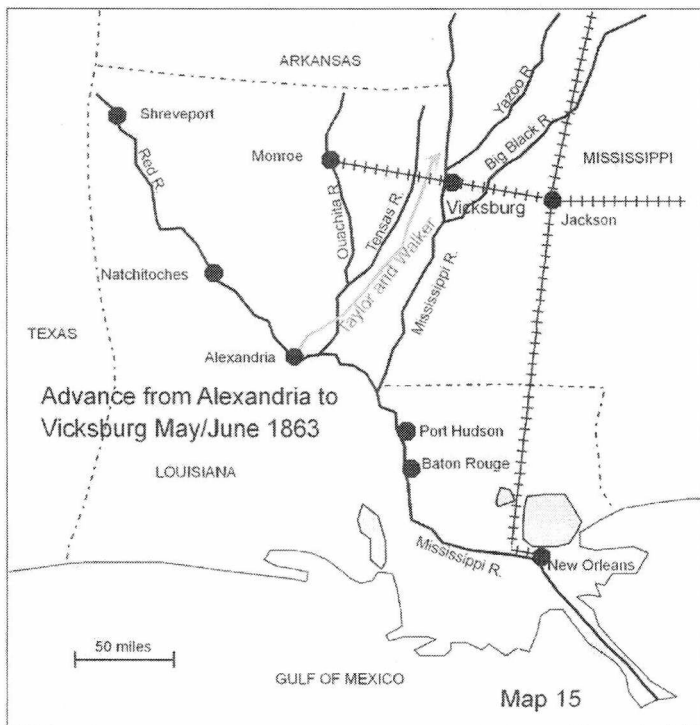 ARKANSAS
Shreveport
Yazoo R.
Big Black R.
Red R.
Monroe
MISSISSIPPI
Vicksburg
Ouachita R.
Tensas R.
Jackson
Taylor and Walker
Mississippi R.
Natchitoches
TEXAS
Alexandria
Advance from Alexandria to
Vicksburg May/June 1863
Port Hudson
LOUISIANA
Baton Rouge
Mississippi R.
New Orleans
50 miles
GULF OF MEXICO
Map 15